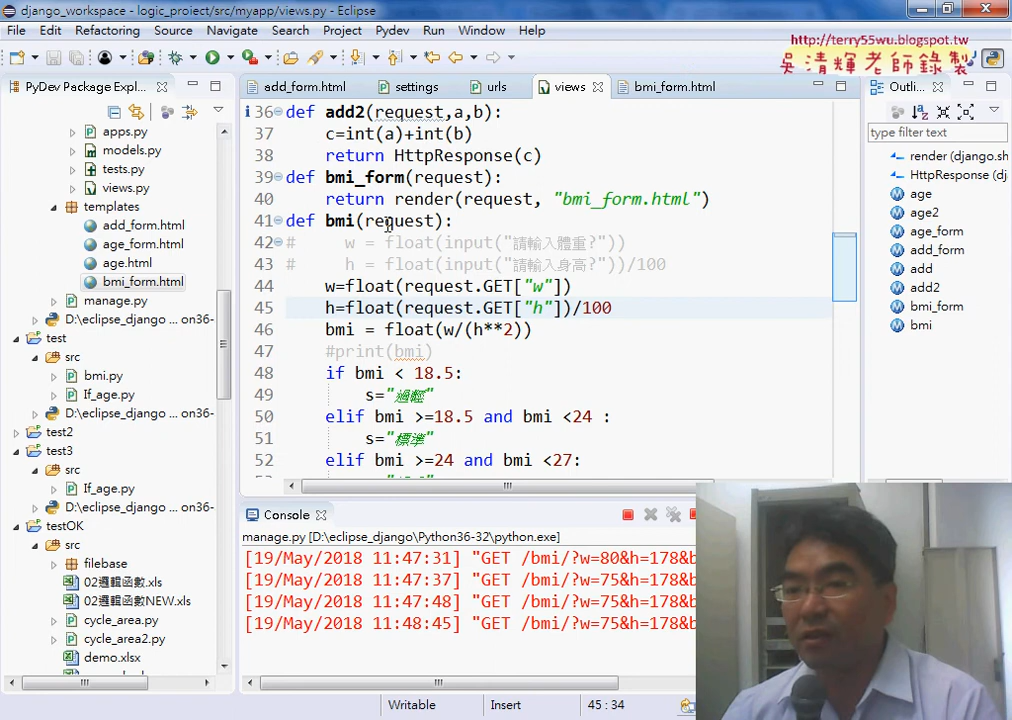 django_workspace - logic_project/src/myapp/views.py - Eclipse
File Edit Refactoring Source Navigate Search Project Pydev Run Window Help
http://terry55wu.blogspot.tw
吳清輝老師錄製
PyDev Package Expl...
add_form.html
settings
urls
views
bmi_form.html
Outli...
type filter text
apps.py
models.py
tests.py
views.py
templates
add_form.html
age_form.html
age.html
bmi_form.html
manage.py
D:\eclipse_django ... on36-
test
src
bmi.py
If_age.py
D:\eclipse_django ... on36-
test2
test3
src
If_age.py
D:\eclipse_django ... on36-
testOK
src
filebase
02邏輯函數.xls
02邏輯函數NEW.xls
cycle_area.py
cycle_area2.py
demo.xlsx
36 def add2(request,a,b):
37 c=int(a)+int(b)
38 return HttpResponse(c)
39 def bmi_form(request):
40 return render(request, "bmi_form.html")
41 def bmi(request):
42 # w = float(input("請輸入體重?"))
43 # h = float(input("請輸入身高?"))/100
44 w=float(request.GET["w"])
45 h=float(request.GET["h"])/100
46 bmi = float(w/(h**2))
47 #print(bmi)
48 if bmi < 18.5:
49 s="過輕"
50 elif bmi >=18.5 and bmi <24 :
51 s="標準"
52 elif bmi >=24 and bmi <27:
render (django.sh
HttpResponse (dj
age
age2
age_form
add_form
add
add2
bmi_form
bmi
Console
manage.py [D:\eclipse_django\Python36-32\python.exe]
[19/May/2018 11:47:31] "GET /bmi/?w=80&h=178&b
[19/May/2018 11:47:37] "GET /bmi/?w=75&h=178&b
[19/May/2018 11:47:48] "GET /bmi/?w=75&h=178&b
[19/May/2018 11:48:45] "GET /bmi/?w=75&h=178&b
Writable Insert 45 : 34